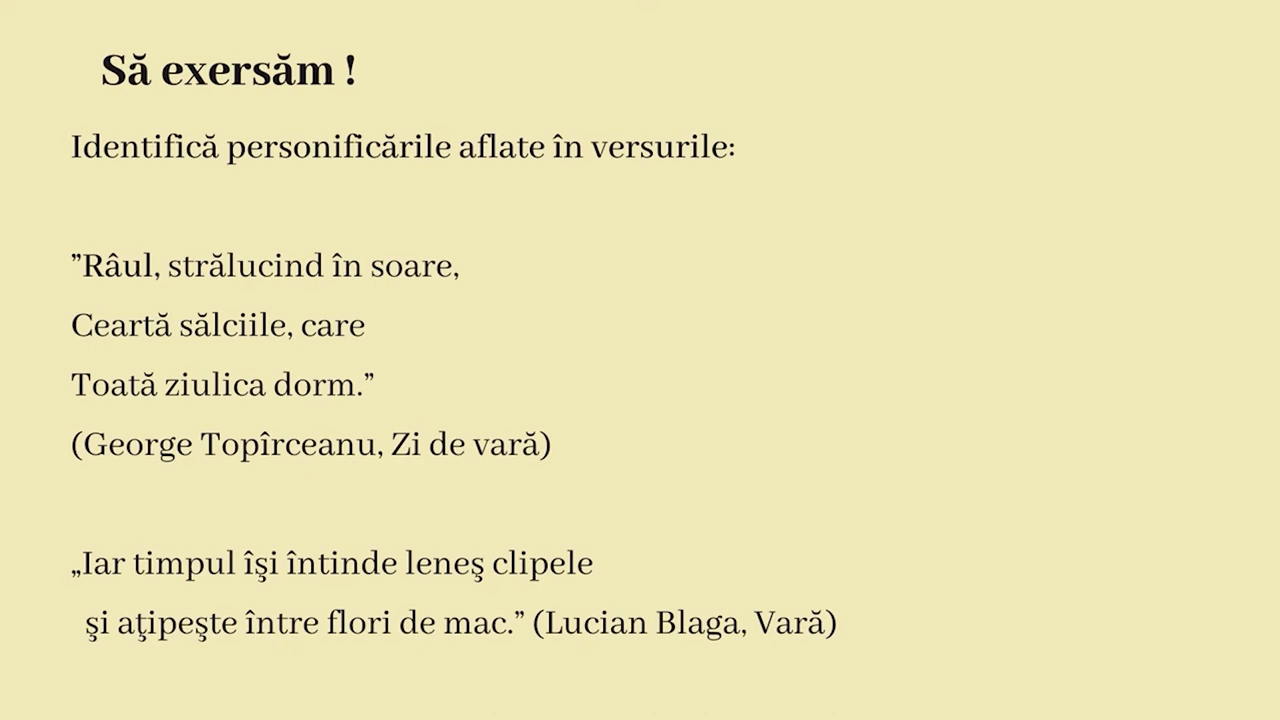 Să exersăm !
Identifică personificările aflate în versurile:
”Râul, strălucind în soare,
Ceartă sălciile, care
Toată ziulica dorm.”
(George Topîrceanu, Zi de vară)
„Iar timpul îşi întinde leneş clipele
şi aţipeşte între flori de mac.” (Lucian Blaga, Vară)